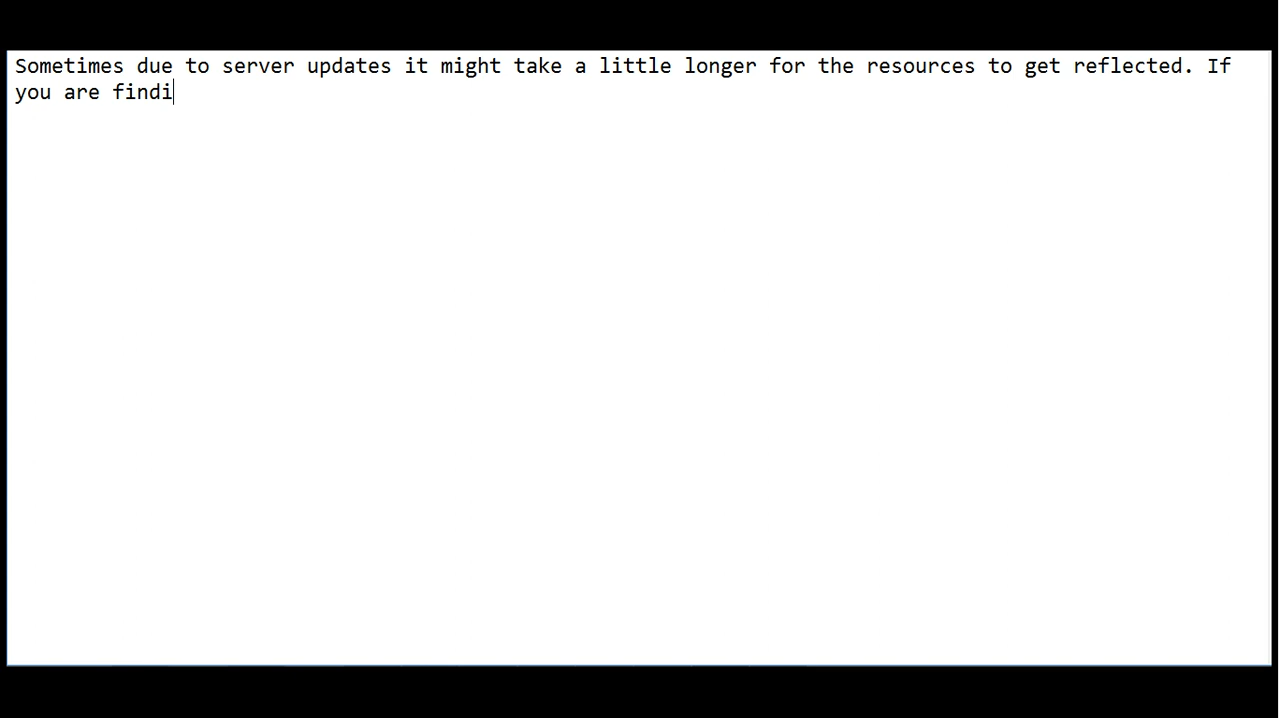 Sometimes due to server updates it might take a little longer for the resources to get reflected. If
you are findi